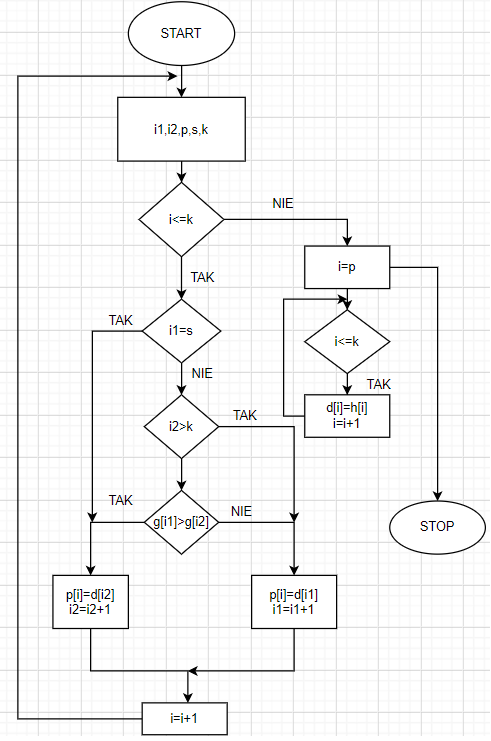 START
i1,i2,p,s,k
i<=k
NIE
i=p
TAK
i1=s
TAK
i<=k
NIE
TAK
d[i]=h[i]
i=i+1
i2>k
TAK
TAK
g[i1]>g[i2]
NIE
STOP
p[i]=d[i2]
i2=i2+1
p[i]=d[i1]
i1=i1+1
i=i+1